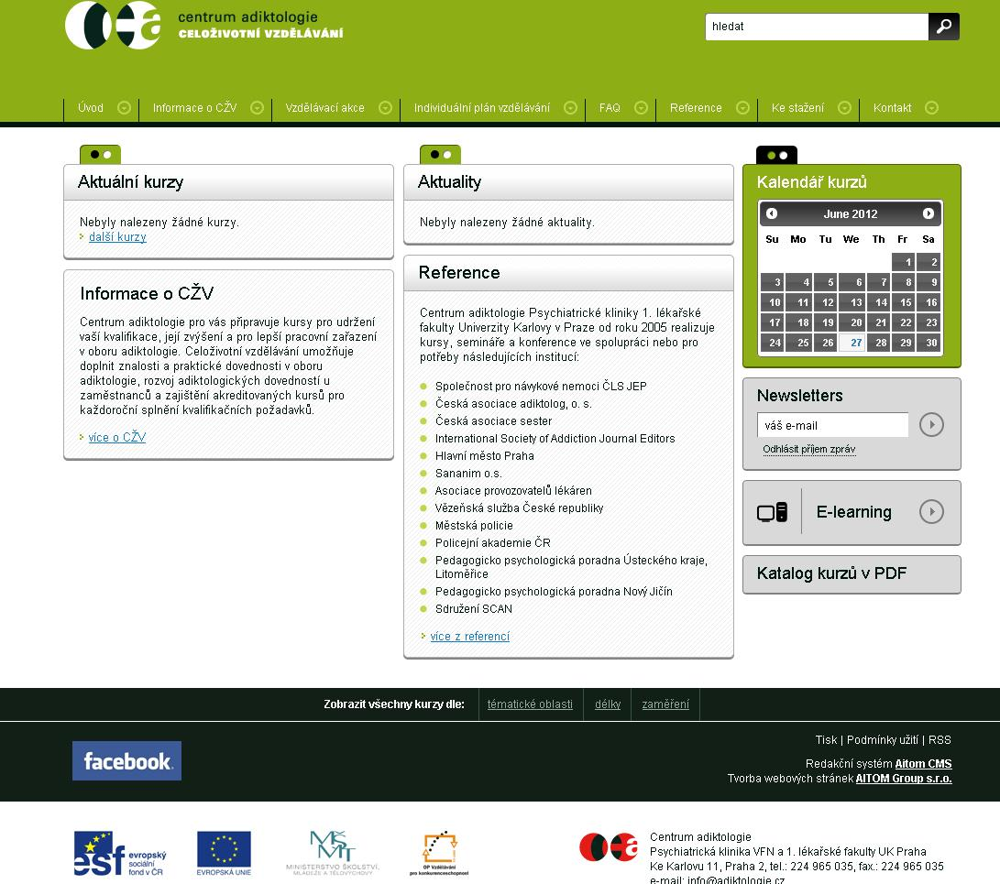 centrum adiktologie
CELOŽIVOTNÍ VZDĚLÁVÁNÍ
hledat
Úvod
Informace o CŽV
Vzdělávací akce
Individuální plán vzdělávání
FAQ
Reference
Ke stažení
Kontakt
Aktuální kurzy
Nebyly nalezeny žádné kurzy.
další kurzy
Informace o CŽV
Centrum adiktologie pro vás připravuje kursy pro udržení
vaší kvalifikace, její zvýšení a pro lepší pracovní zařazení
v oboru adiktologie. Celoživotní vzdělávání umožňuje
doplnit znalosti a praktické dovednosti v oboru
adiktologie, rozvoj adiktologických dovedností u
zaměstnanců a zajištění akreditovaných kursů pro
každoroční splnění kvalifikačních požadavků.
více o CŽV
Aktuality
Nebyly nalezeny žádné aktuality.
Reference
Centrum adiktologie Psychiatrické kliniky 1. lékařské
fakulty Univerzity Karlovy v Praze od roku 2005 realizuje
kursy, semináře a konference ve spolupráci nebo pro
potřeby následujících institucí:
Společnost pro návykové nemoci ČLS JEP
Česká asociace adiktolog, o. s.
Česká asociace sester
International Society of Addiction Journal Editors
Hlavní město Praha
Sananim o.s.
Asociace provozovatelů lékáren
Vězeňská služba České republiky
Městská policie
Policejní akademie ČR
Pedagogicko psychologická poradna Ústeckého kraje,
Litoměřice
Pedagogicko psychologická poradna Nový Jičín
Sdružení SCAN
více z referencí
Kalendář kurzů
June 2012
Su Mo Tu We Th Fr Sa
1 2
3 4 5 6 7 8 9
10 11 12 13 14 15 16
17 18 19 20 21 22 23
24 25 26 27 28 29 30
Newsletters
váš e-mail
Odhlásit příjem zpráv
E-learning
Katalog kurzů v PDF
Zobrazit všechny kurzy dle:
tématické oblasti
délky
zaměření
facebook
Tisk | Podmínky užití | RSS
Redakční systém Aitom CMS
Tvorba webových stránek AITOM Group s.r.o.
esf evropský
sociální
fond v ČR
EVROPSKÁ UNIE
MŠMT
MINISTERSTVO ŠKOLSTVÍ,
MLÁDEŽE A TĚLOVÝCHOVY
OP Vzdělávání
pro konkurenceschopnost
Centrum adiktologie
Psychiatrická klinika VFN a 1. lékařské fakulty UK Praha
Ke Karlovu 11, Praha 2, tel.: 224 965 035, fax.: 224 965 035
e-mail: info@adiktologie.cz